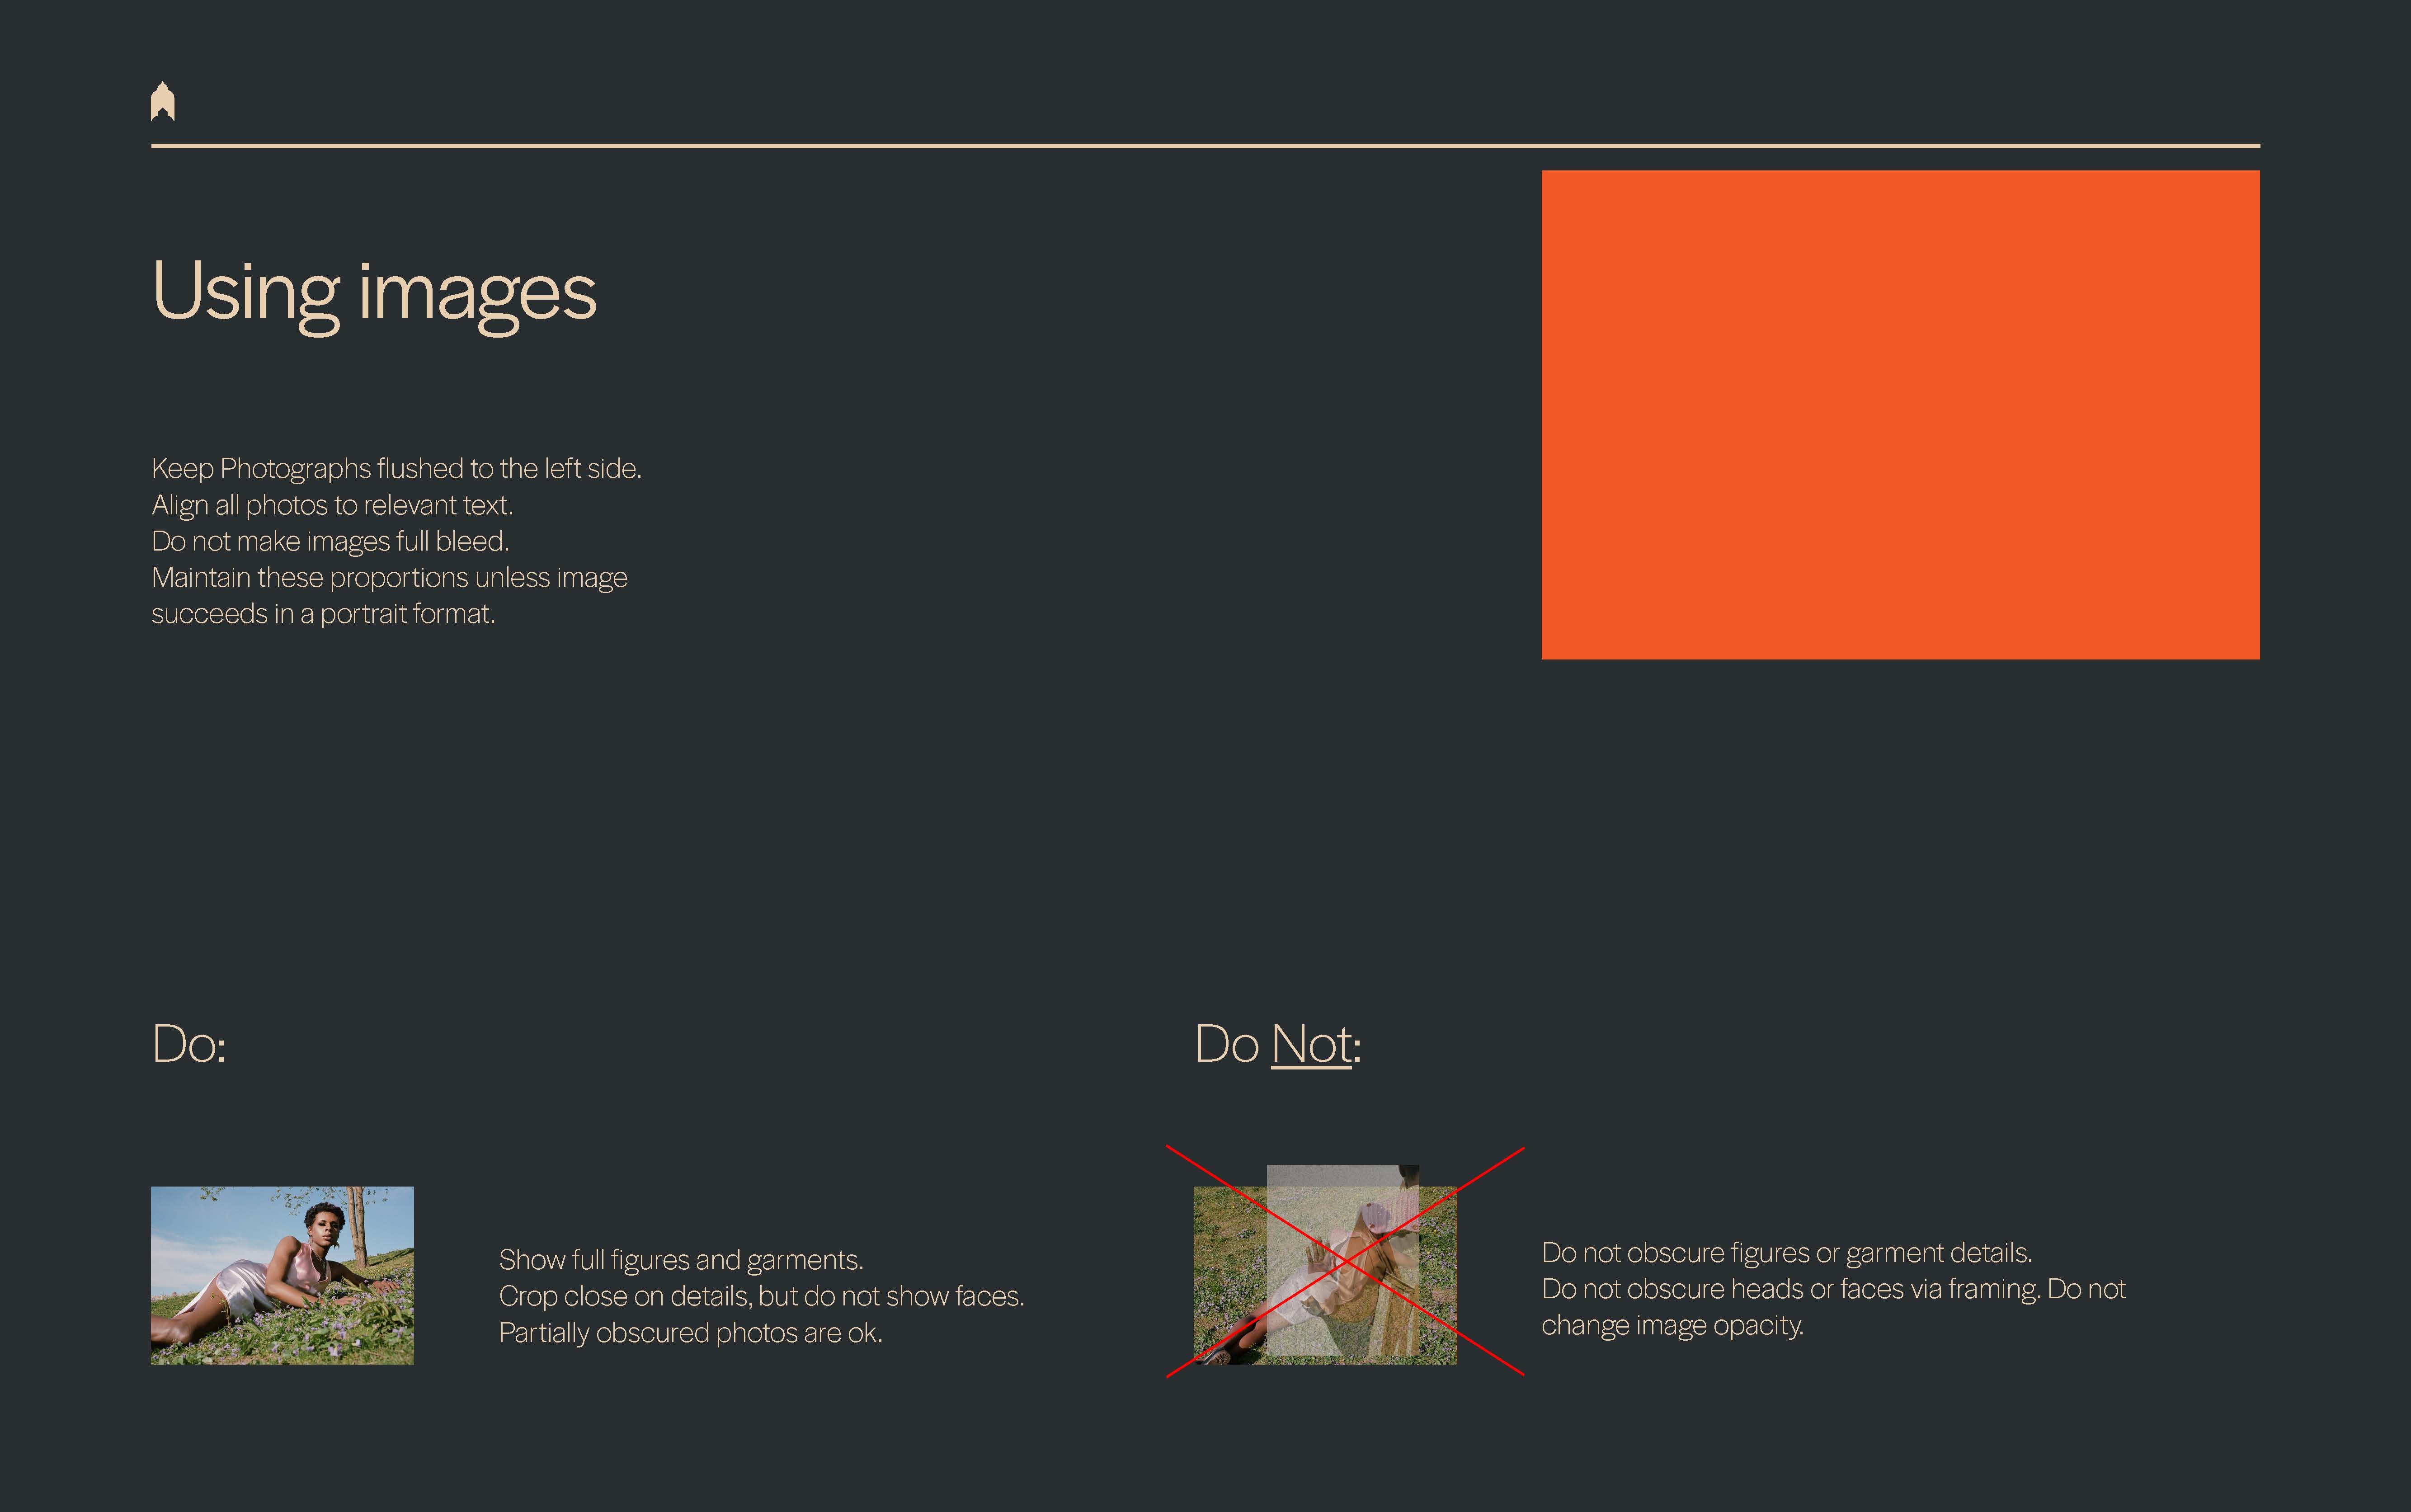 Using images
Keep Photographs flushed to the left side.
Align all photos to relevant text.
Do not make images full bleed.
Maintain these proportions unless image
succeeds in a portrait format.
Do:
Show full figures and garments.
Crop close on details, but do not show faces.
Partially obscured photos are ok.
Do Not:
Do not obscure figures or garment details.
Do not obscure heads or faces via framing. Do not
change image opacity.